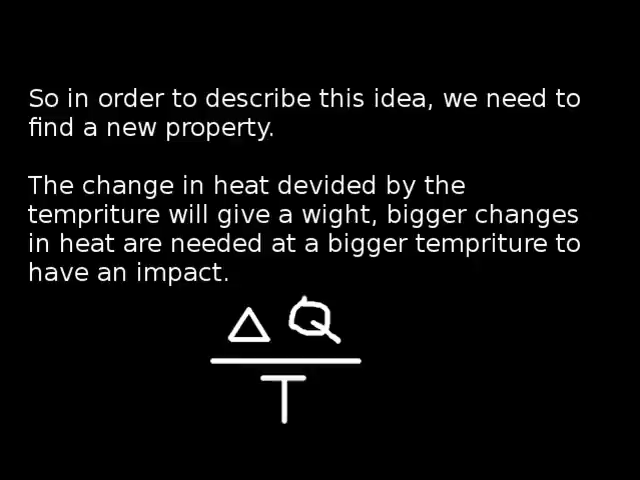 So in order to describe this idea, we need to
find a new property.
The change in heat devided by the
tempriture will give a wight, bigger changes
in heat are needed at a bigger tempriture to
have an impact.
Δ Q
T